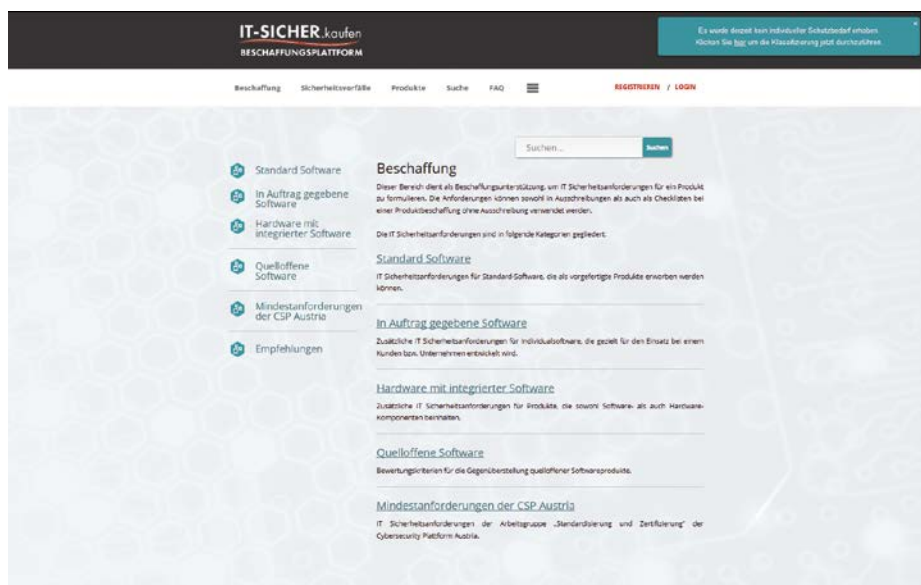 IT-SICHER.kaufen
BESCHAFFUNGSPLATTFORM
Es wurde derzeit kein individueller Schutzbedarf erhoben.
Klicken Sie hier um die Klassifizierung jetzt durchzuführen.
Beschaffung Sicherheitsvorfälle Produkte Suche FAQ REGISTRIEREN / LOGIN
Suchen... Suchen
Standard Software
In Auftrag gegebene
Software
Hardware mit
integrierter Software
Quelloffene
Software
Mindestanforderungen
der CSP Austria
Empfehlungen
Beschaffung
Dieser Bereich dient als Beschaffungsunterstützung, um IT Sicherheitsanforderungen für ein Produkt
zu formulieren. Die Anforderungen können sowohl in Ausschreibungen als auch als Checklisten bei
einer Produktbeschaffung ohne Ausschreibung verwendet werden.
Die IT Sicherheitsanforderungen sind in folgende Kategorien gegliedert.
Standard Software
IT Sicherheitsanforderungen für Standard Software, die als vorgefertigte Produkte erworben werden
können.
In Auftrag gegebene Software
Zusätzliche IT Sicherheitsanforderungen für Individualsoftware, die gezielt für den Einsatz bei einem
Kunden bzw. Unternehmen entwickelt wird.
Hardware mit integrierter Software
Zusätzliche IT Sicherheitsanforderungen für Produkte, die sowohl Software- als auch Hardware-
Komponenten beinhalten.
Quelloffene Software
Bewertungskriterien für die Gegenüberstellung quelloffener Softwareprodukte.
Mindestanforderungen der CSP Austria
IT Sicherheitsanforderungen der Arbeitsgruppe „Standardisierung und Zertifizierung" der
Cybersecurity Plattform Austria.